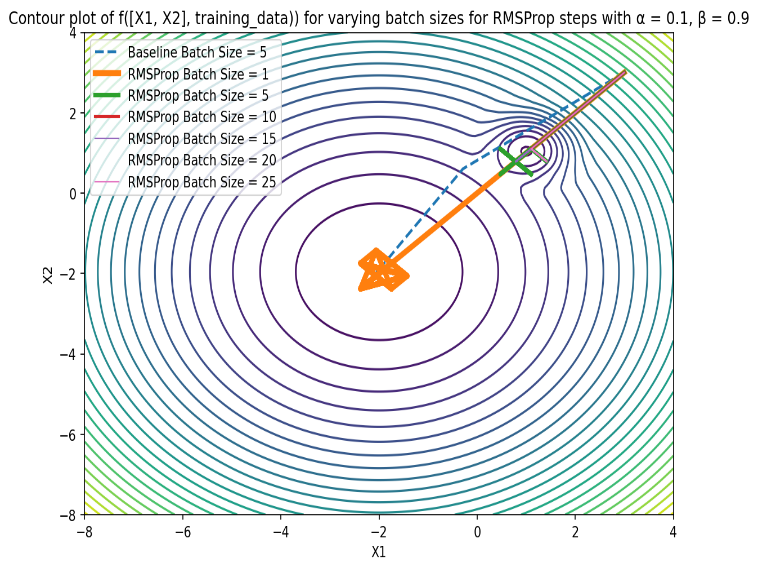 Contour plot of f([X1, X2], training_data)) for varying batch sizes for RMSProp steps with α = 0.1, β = 0.9
Baseline Batch Size = 5
RMSProp Batch Size = 1
RMSProp Batch Size = 5
RMSProp Batch Size = 10
RMSProp Batch Size = 15
RMSProp Batch Size = 20
RMSProp Batch Size = 25
4
2
0
−2
−4
−6
−8
X2
−8 −6 −4 −2 0 2 4
X1